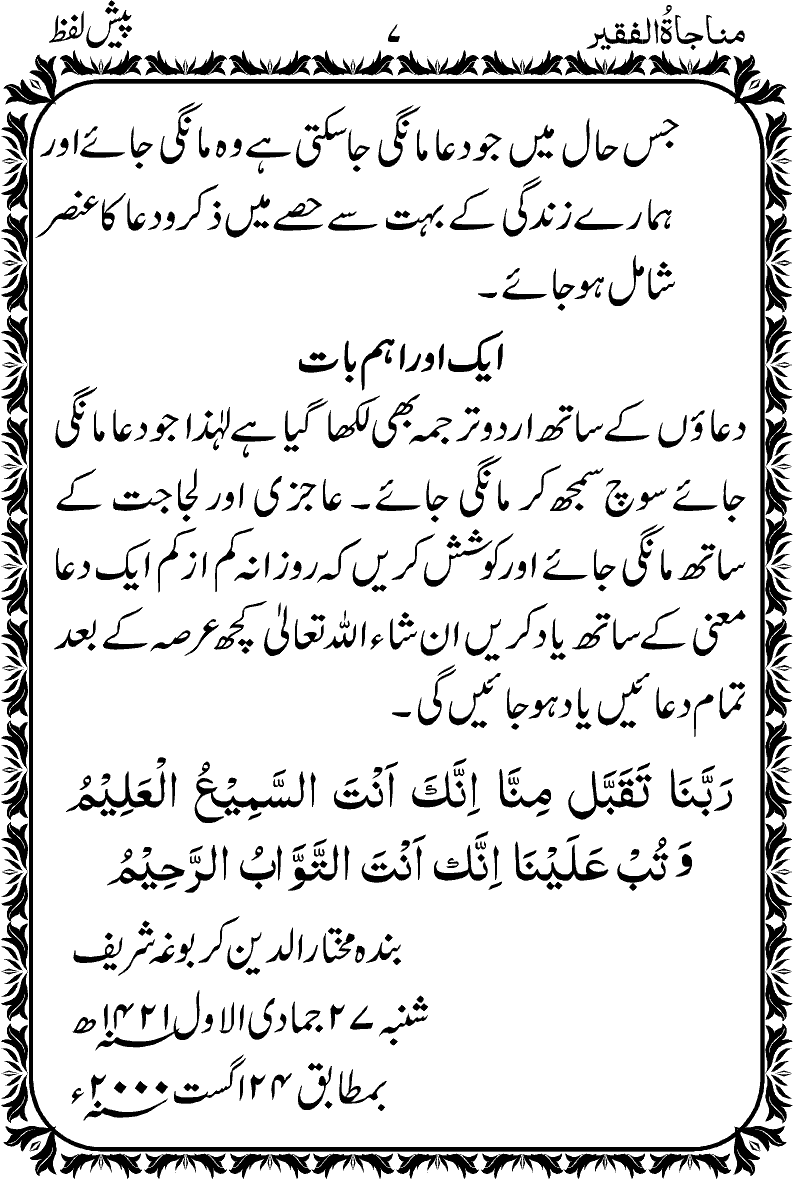 مناجاۃُ الفقیر ۷ پیش لفظ
جس حال میں جو دعا مانگی جاسکتی ہے وہ مانگی جائے اور
ہمارے زندگی کے بہت سے حصے میں ذکر و دعا کا عنصر
شامل ہو جائے ۔
ایک اور اہم بات
دعاؤں کے ساتھ اردو ترجمہ بھی لکھا گیا ہے لہٰذا جو دعا مانگی
جائے سوچ سمجھ کر مانگی جائے ۔ عاجزی اور لجاجت کے
ساتھ مانگی جائے اور کوشش کریں کہ روزانہ کم از کم ایک دعا
معنی کے ساتھ یاد کریں ان شاء اللہ تعالیٰ کچھ عرصہ کے بعد
تمام دعائیں یاد ہو جائیں گی ۔
رَبَّنَا تَقَبَّل مِنَّا اِنَّکَ اَنْتَ السَّمِیْعُ الْعَلِیْمُ
وَ تُبْ عَلَیْنَا اِنَّکَ اَنْتَ التَّوَّابُ الرَّحِیْمُ
بندہ مختار الدین کربوغہ شریف
شنبہ ۲۷ جمادی الاول ۱۴۲۱ھ
بمطابق ۲۴ اگست ۲۰۰۰ء